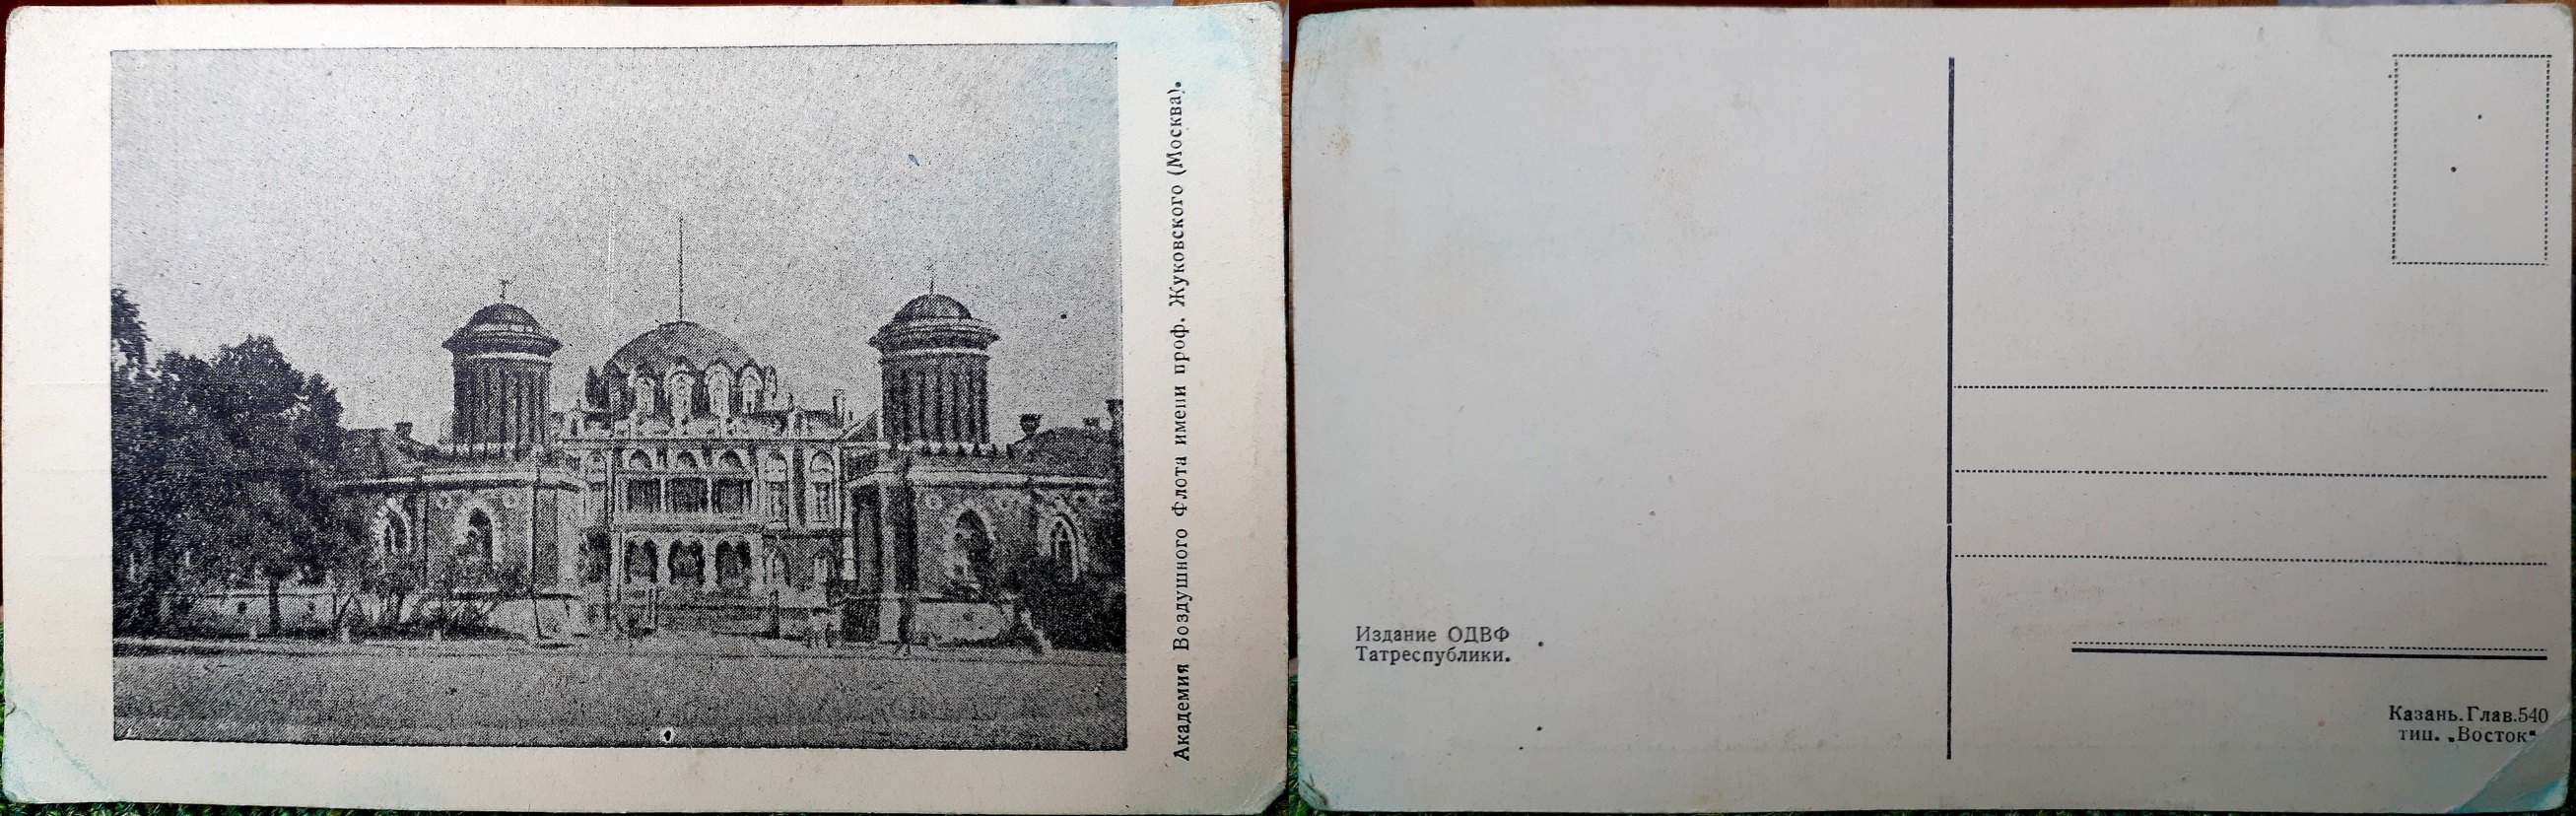 Академия Воздушного Флота имени проф. Жуковского (Москва).
Издание ОДВФ
Татреспублики.
Казань. Глав. 540
тип. „Восток“